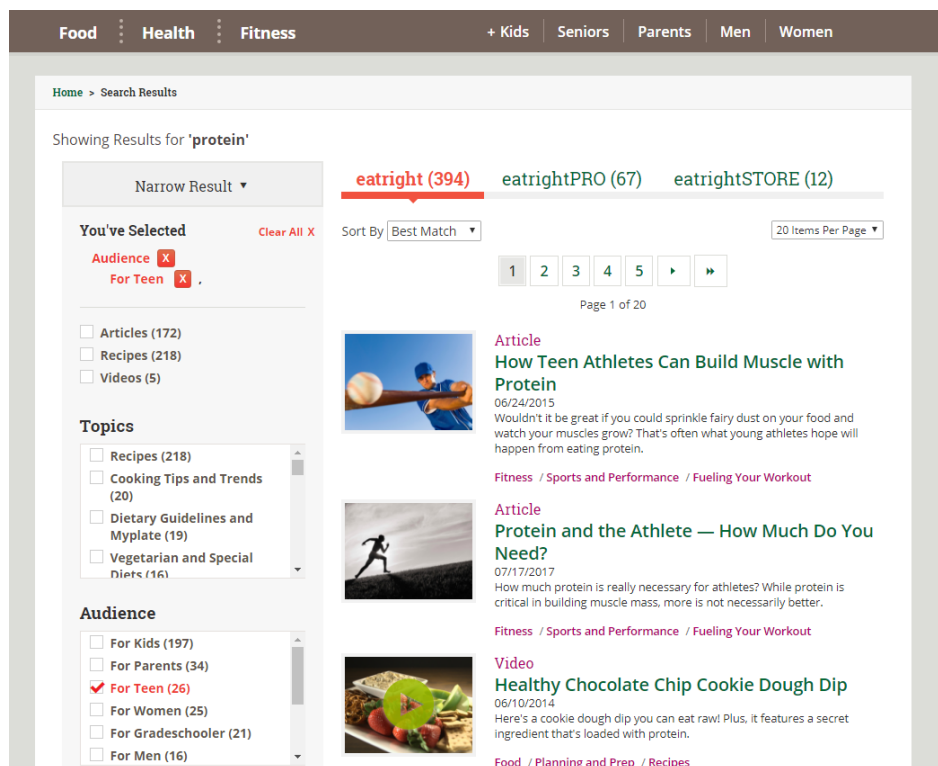 Food
Health
Fitness
+ Kids
Seniors
Parents
Men
Women
Home > Search Results
Showing Results for 'protein'
Narrow Result ▼
You've Selected
Clear All X
Audience X
For Teen X ,
Articles (172)
Recipes (218)
Videos (5)
Topics
Recipes (218)
Cooking Tips and Trends
(20)
Dietary Guidelines and
Myplate (19)
Vegetarian and Special
Diets (16)
Audience
For Kids (197)
For Parents (34)
For Teen (26)
For Women (25)
For Gradeschooler (21)
For Men (16)
eatright (394)
eatrightPRO (67)
eatrightSTORE (12)
Sort By Best Match ▼
20 Items Per Page ▼
1 2 3 4 5
Page 1 of 20
Article
How Teen Athletes Can Build Muscle with
Protein
06/24/2015
Wouldn't it be great if you could sprinkle fairy dust on your food and
watch your muscles grow? That's often what young athletes hope will
happen from eating protein.
Fitness / Sports and Performance / Fueling Your Workout
Article
Protein and the Athlete — How Much Do You
Need?
07/17/2017
How much protein is really necessary for athletes? While protein is
critical in building muscle mass, more is not necessarily better.
Fitness / Sports and Performance / Fueling Your Workout
Video
Healthy Chocolate Chip Cookie Dough Dip
06/10/2014
Here's a cookie dough dip you can eat raw! Plus, it features a secret
ingredient that's loaded with protein.
Food / Planning and Prep / Recipes